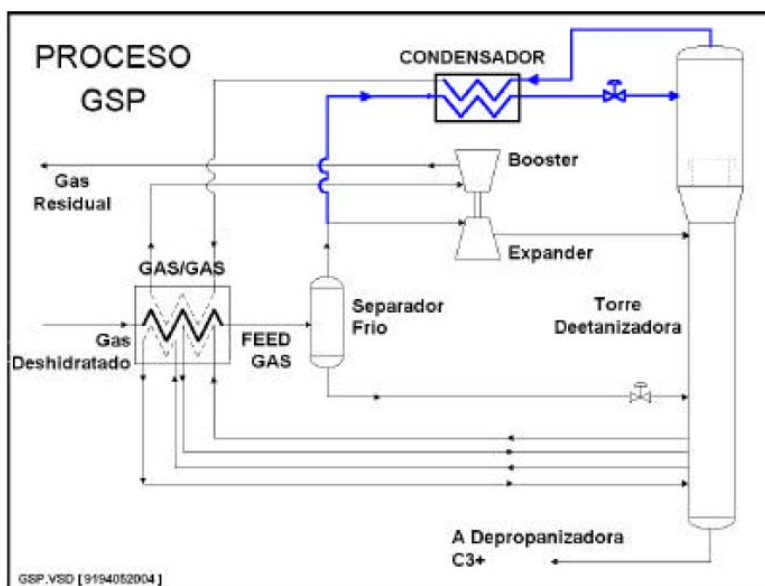 PROCESO
GSP
CONDENSADOR
Booster
Gas
Residual
Expander
GAS/GAS
Separador
Frio
Torre
Deetanizadora
Gas
Deshidratado
FEED
GAS
A Depropanizadora
C3+
GSP.VSD [9194052004]